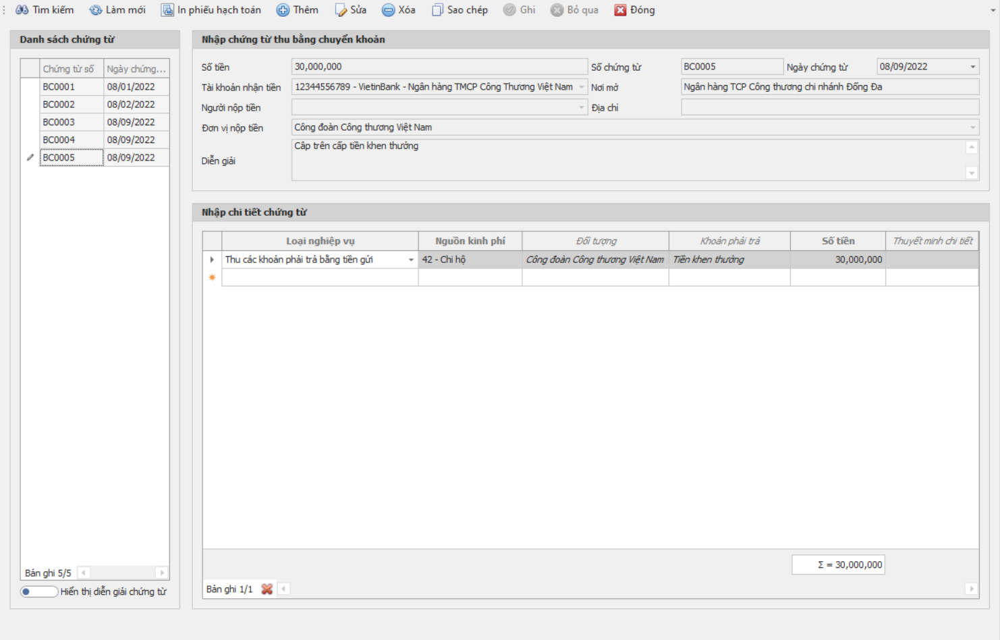 Tìm kiếm Làm mới In phiếu hạch toán Thêm Sửa Xóa Sao chép Ghi Bỏ qua Đóng
Danh sách chứng từ
Chứng từ số Ngày chứng...
BC0001 08/01/2022
BC0002 08/02/2022
BC0003 08/09/2022
BC0004 08/09/2022
BC0005 08/09/2022
Bản ghi 5/5
Hiển thị diễn giải chứng từ
Nhập chứng từ thu bằng chuyển khoản
Số tiền 30,000,000 Số chứng từ BC0005 Ngày chứng từ 08/09/2022
Tài khoản nhận tiền 12344556789 - VietinBank - Ngân hàng TMCP Công Thương Việt Nam Nơi mở Ngân hàng TCP Công thương chi nhánh Đống Đa
Người nộp tiền Địa chỉ
Đơn vị nộp tiền Công đoàn Công thương Việt Nam
Diễn giải Câp trên cấp tiền khen thưởng
Nhập chi tiết chứng từ
Loại nghiệp vụ Nguồn kinh phí Đối tượng Khoản phải trả Số tiền Thuyết minh chi tiết
Thu các khoản phải trả bằng tiền gửi 42 - Chi hộ Công đoàn Công thương Việt Nam Tiền khen thưởng 30,000,000
Σ = 30,000,000
Bản ghi 1/1